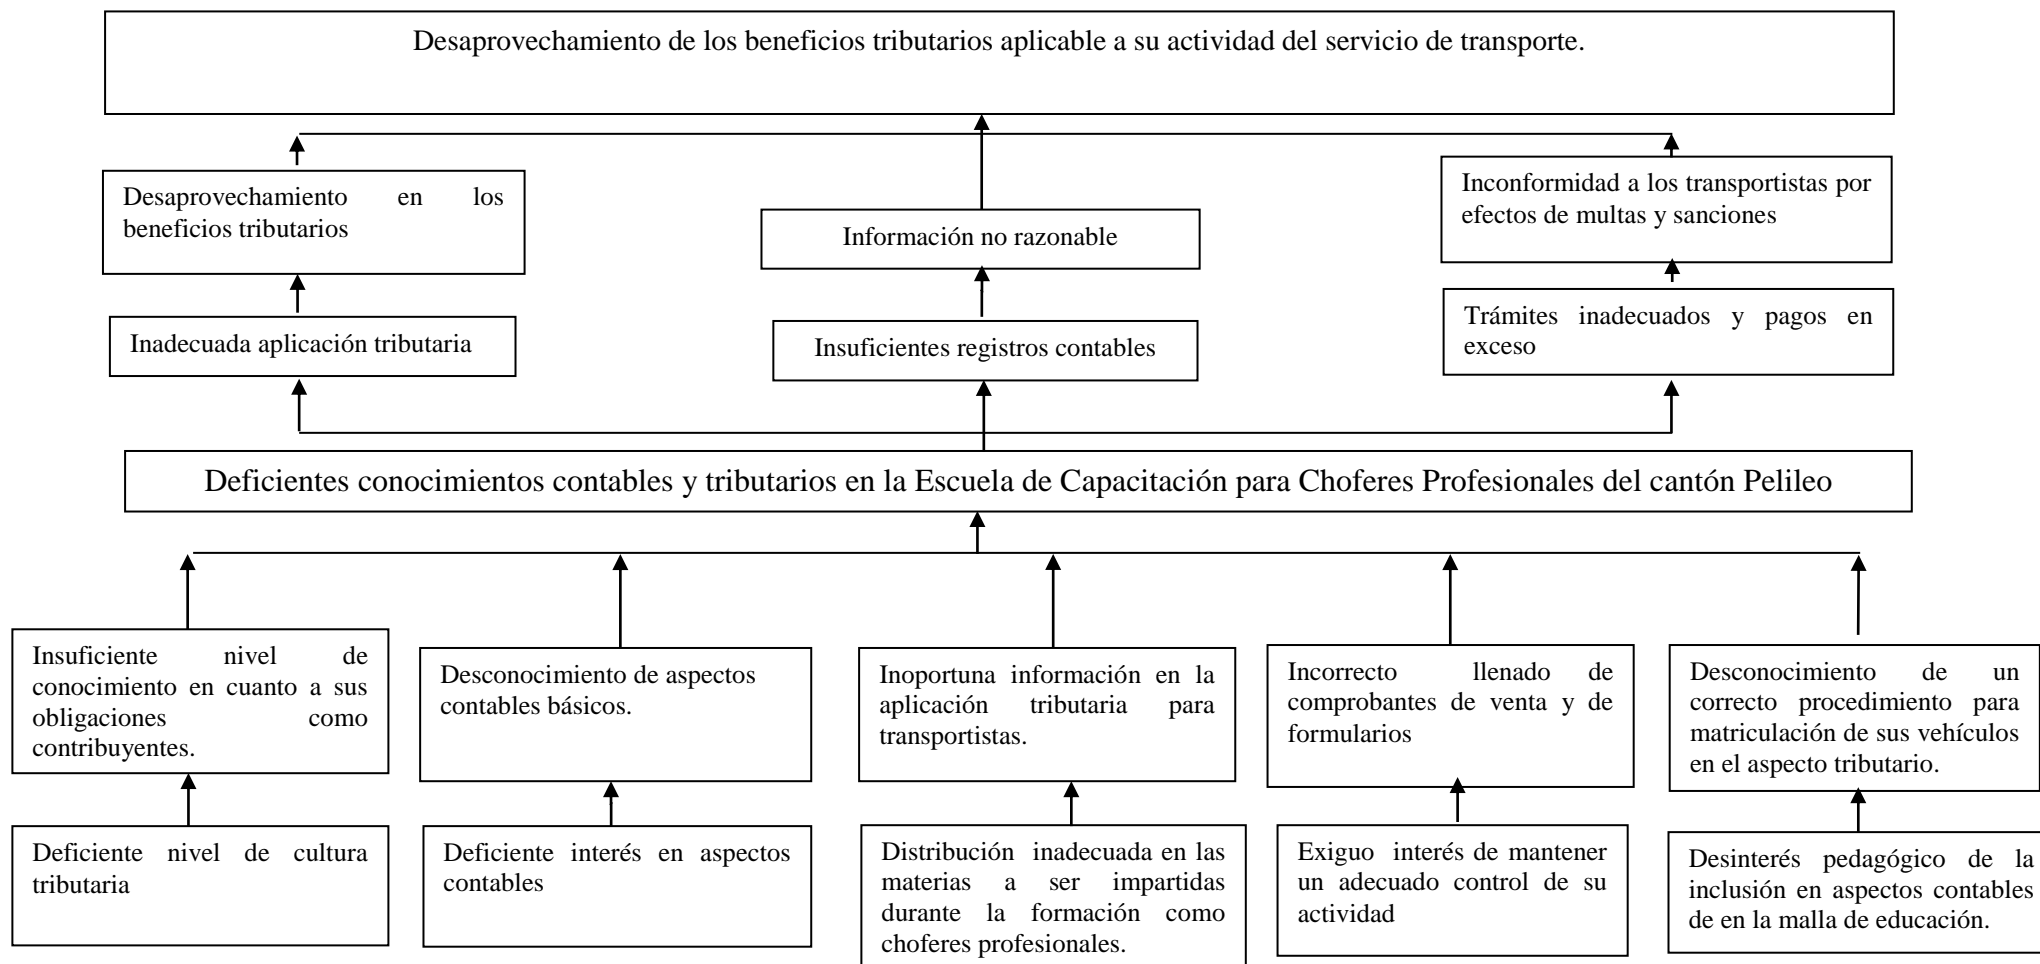 Desaprovechamiento de los beneficios tributarios aplicable a su actividad del servicio de transporte.
Desaprovechamiento en los
beneficios tributarios
Información no razonable
Inconformidad a los transportistas por
efectos de multas y sanciones
Inadecuada aplicación tributaria
Insuficientes registros contables
Trámites inadecuados y pagos en
exceso
Deficientes conocimientos contables y tributarios en la Escuela de Capacitación para Choferes Profesionales del cantón Pelileo
Insuficiente nivel de
conocimiento en cuanto a sus
obligaciones como
contribuyentes.
Desconocimiento de aspectos
contables básicos.
Inoportuna información en la
aplicación tributaria para
transportistas.
Incorrecto llenado de
comprobantes de venta y de
formularios
Desconocimiento de un
correcto procedimiento para
matriculación de sus vehículos
en el aspecto tributario.
Deficiente nivel de cultura
tributaria
Deficiente interés en aspectos
contables
Distribución inadecuada en las
materias a ser impartidas
durante la formación como
choferes profesionales.
Exiguo interés de mantener
un adecuado control de su
actividad
Desinterés pedagógico de la
inclusión en aspectos contables
de en la malla de educación.